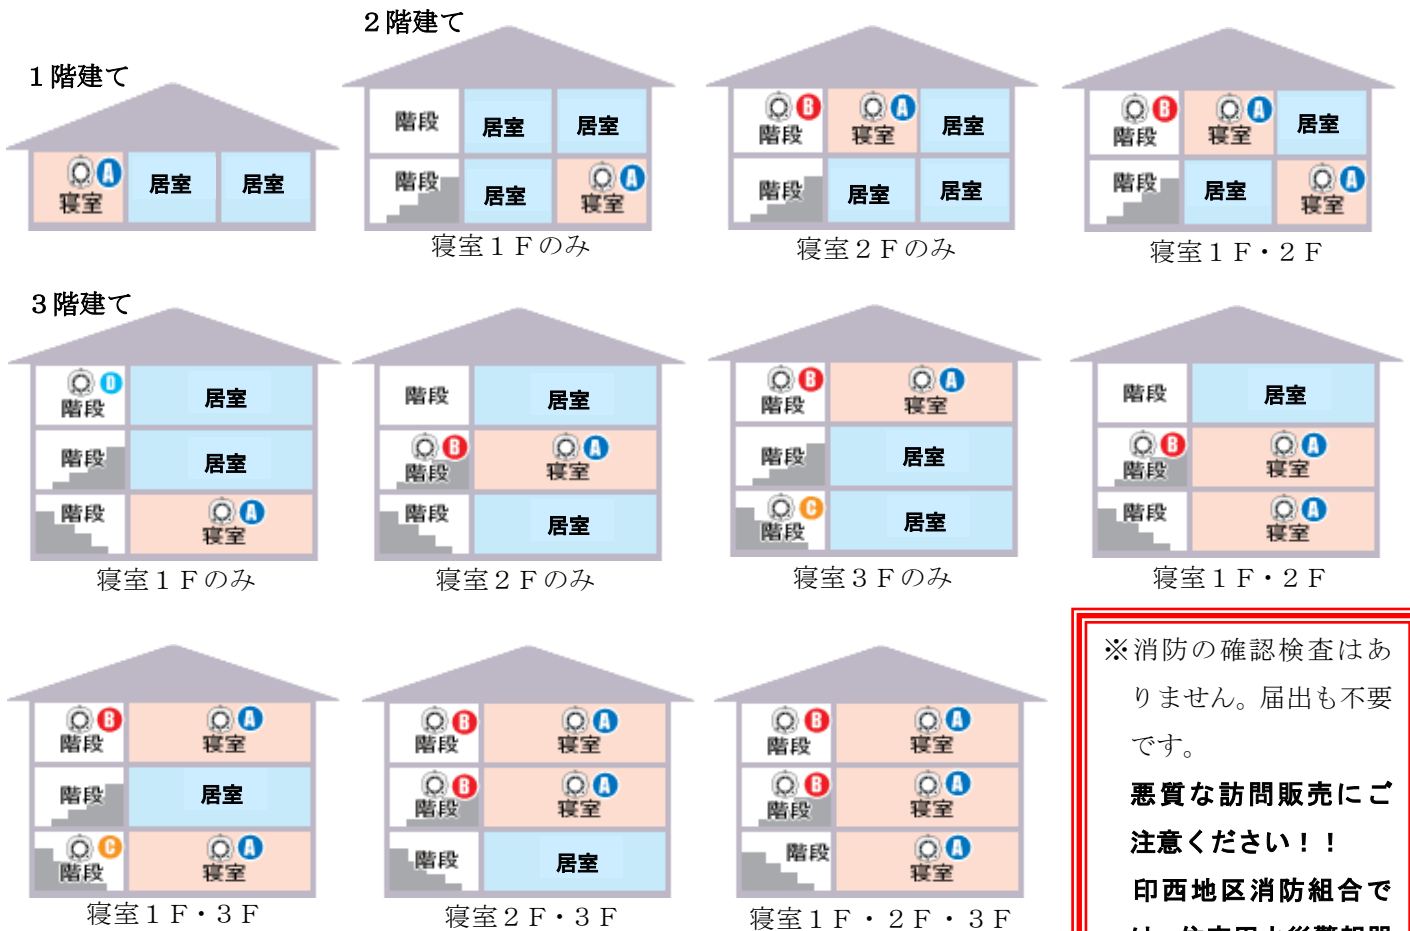 ２階建て
１階建て
A
寝室
居室
居室
階段
居室
居室
階段
居室
A
寝室
寝室１Ｆのみ
B
階段
A
寝室
居室
階段
居室
居室
寝室２Ｆのみ
B
階段
A
寝室
居室
階段
居室
A
寝室
寝室１Ｆ・２Ｆ
３階建て
D
階段
居室
階段
居室
階段
A
寝室
寝室１Ｆのみ
階段
居室
B
階段
A
寝室
階段
居室
寝室２Ｆのみ
B
階段
A
寝室
階段
居室
C
階段
居室
寝室３Ｆのみ
階段
居室
B
階段
A
寝室
階段
A
寝室
寝室１Ｆ・２Ｆ
B
階段
A
寝室
階段
居室
C
階段
A
寝室
寝室１Ｆ・３Ｆ
B
階段
A
寝室
B
階段
A
寝室
階段
居室
寝室２Ｆ・３Ｆ
B
階段
A
寝室
B
階段
A
寝室
階段
A
寝室
寝室１Ｆ・２Ｆ・３Ｆ
※消防の確認検査はあ
りません。届出も不要
です。
悪質な訪問販売にご
注意ください！！
印西地区消防組合で